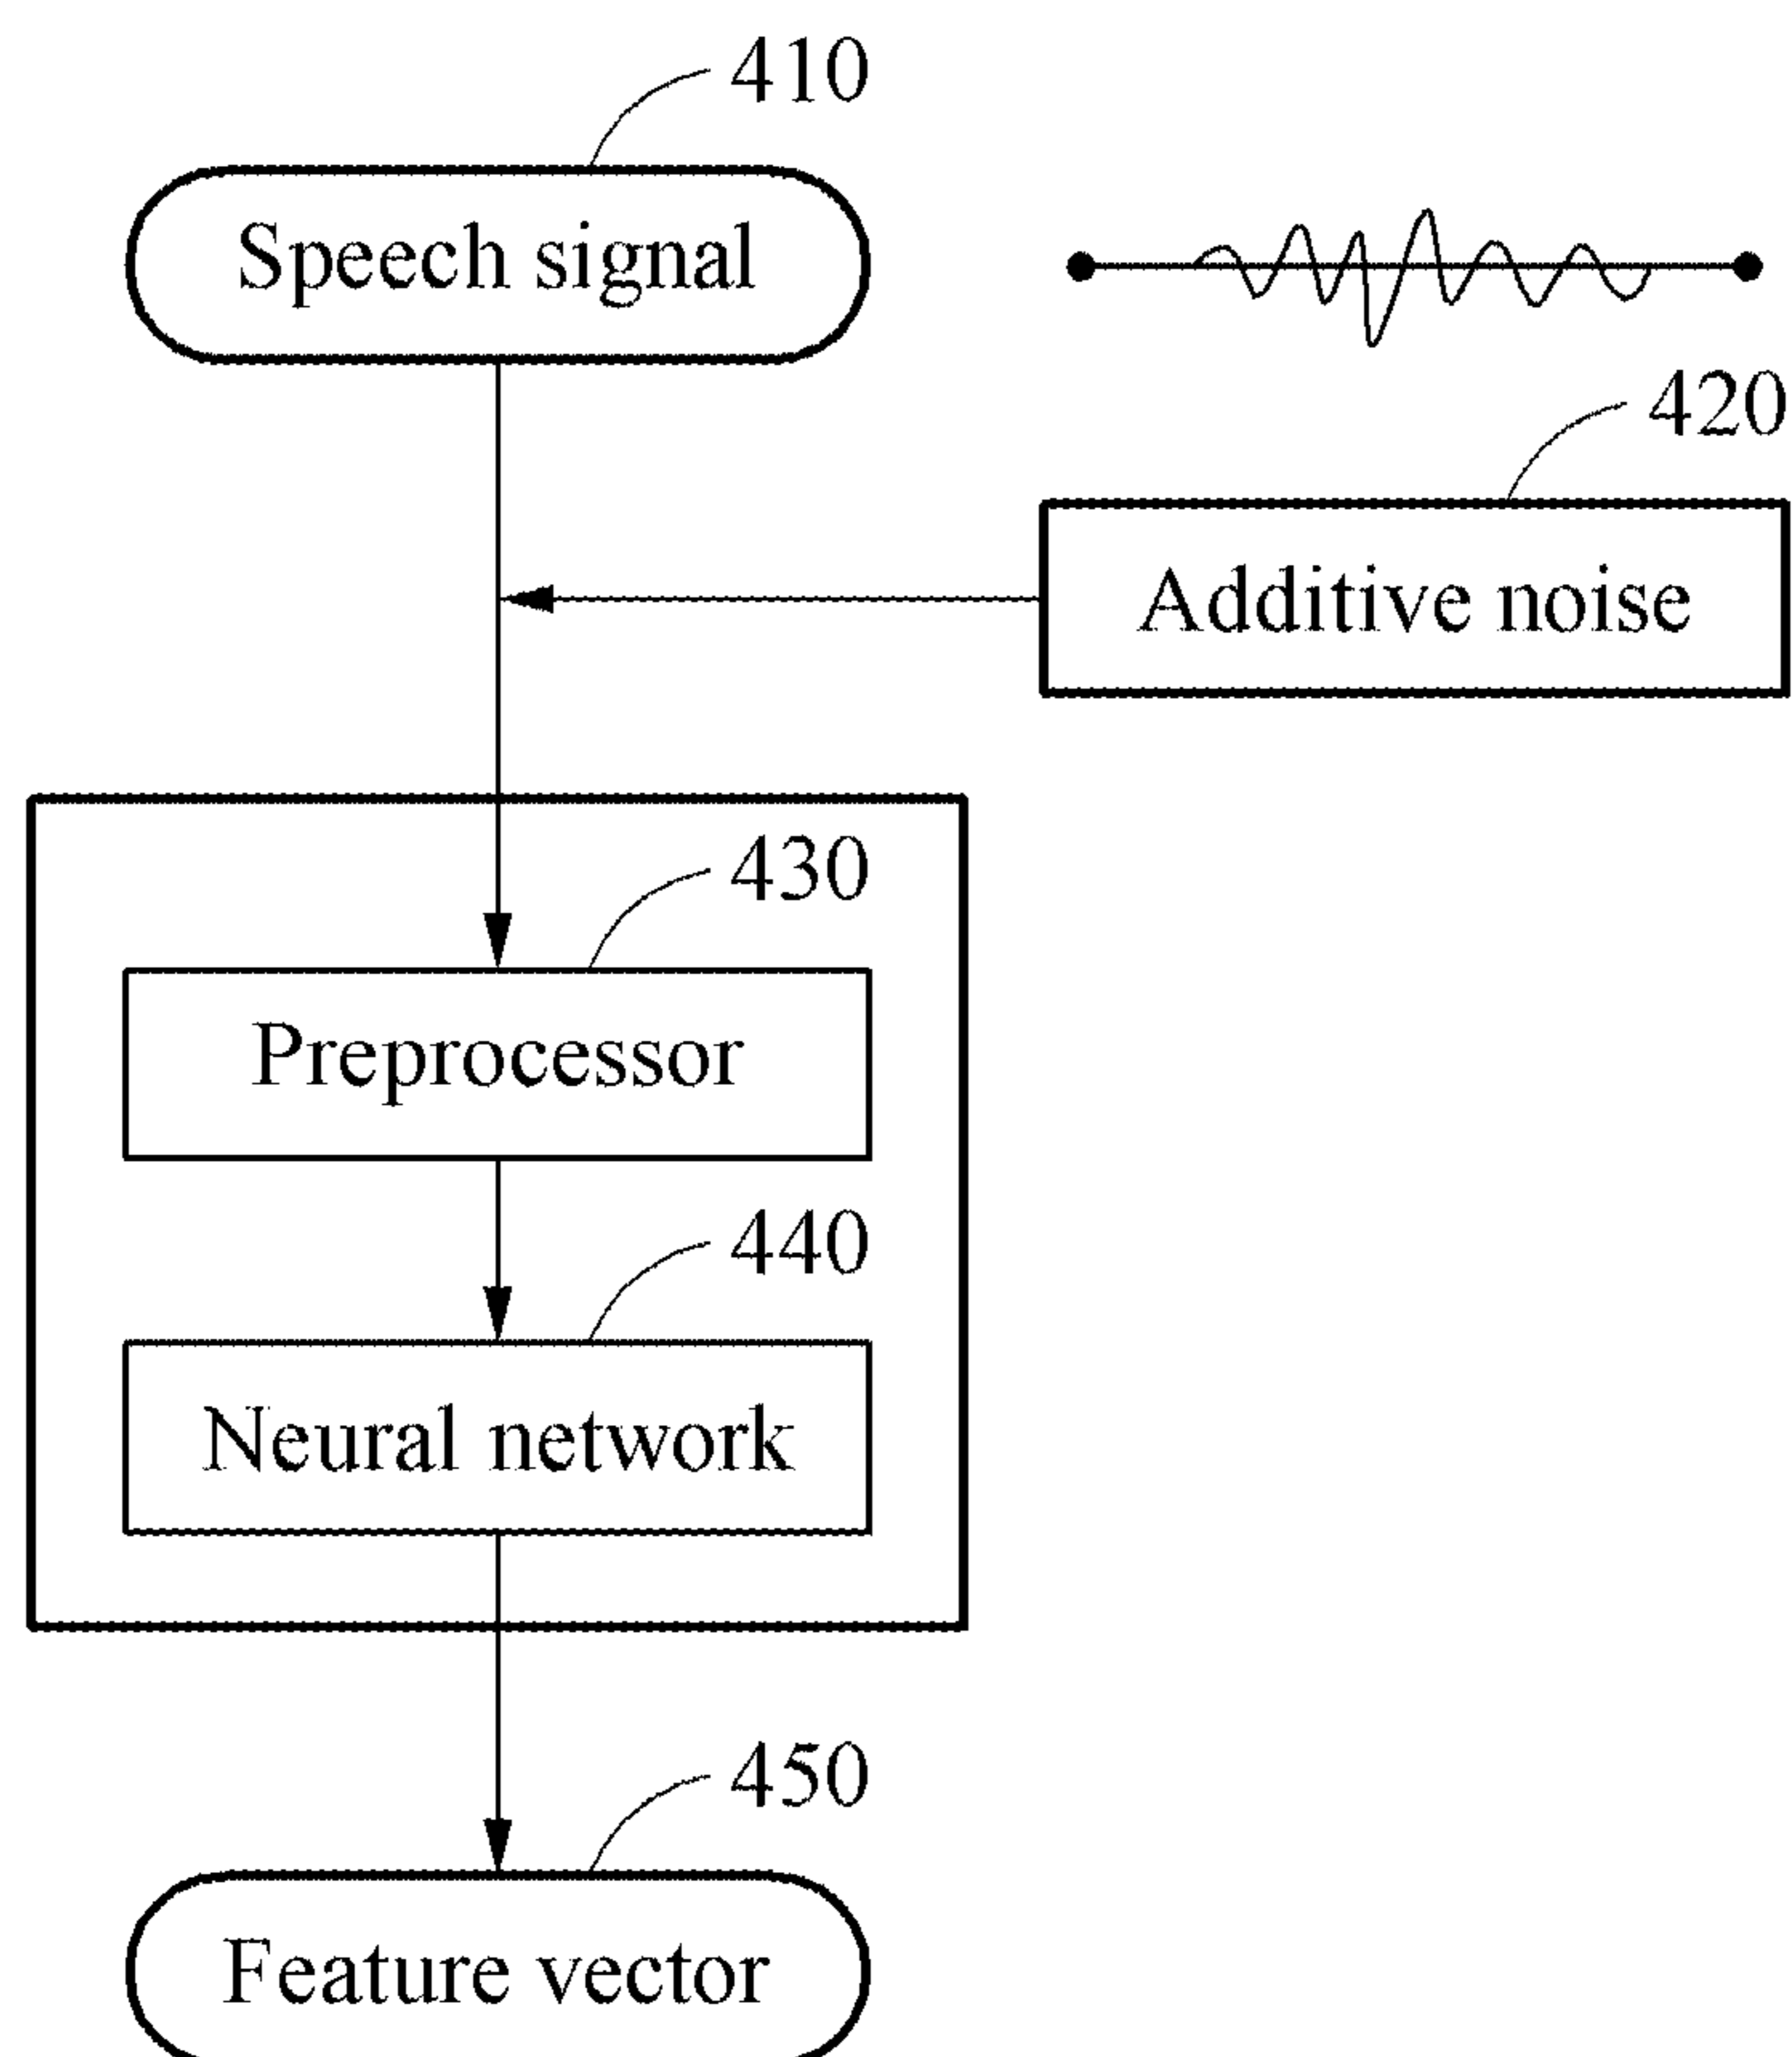 410
Speech signal
420
Additive noise
430
Preprocessor
440
Neural network
450
Feature vector